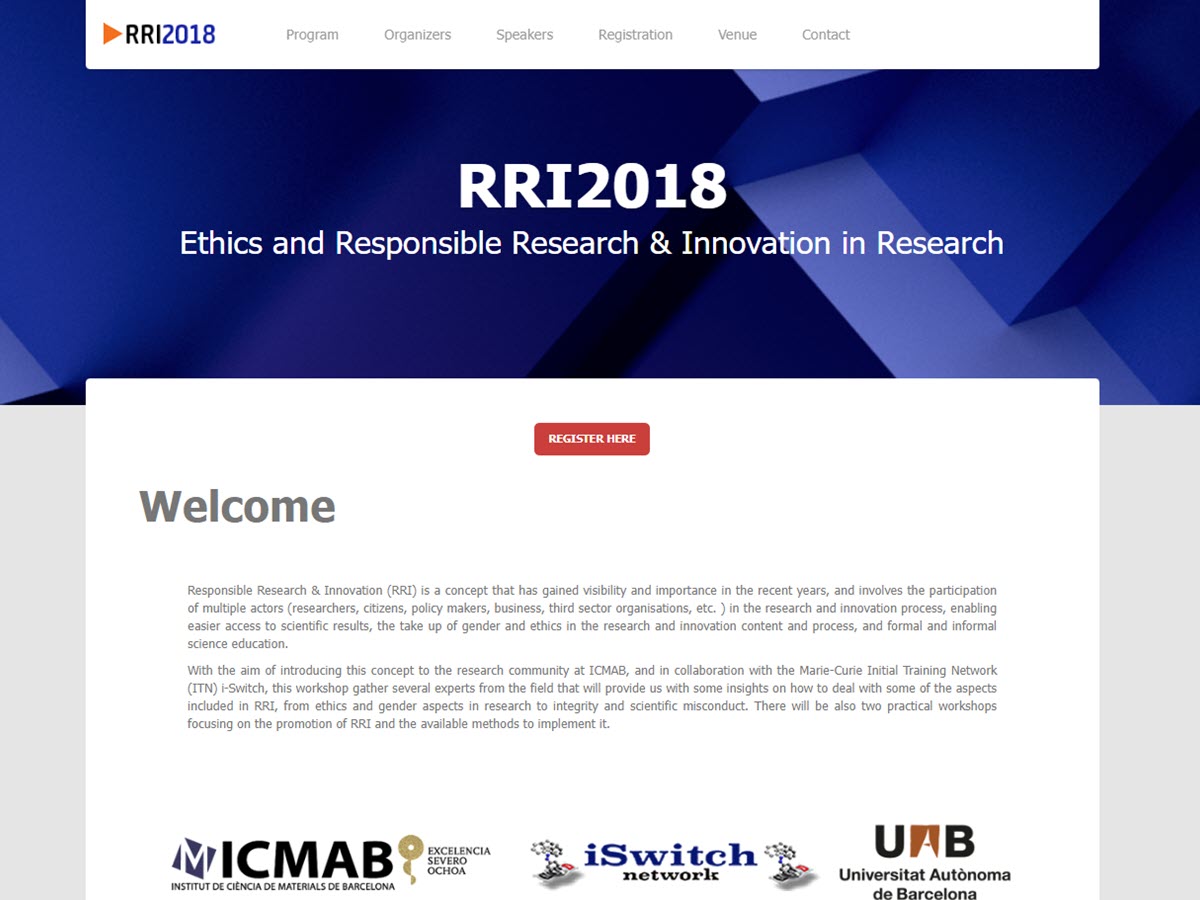 RRI2018
Program
Organizers
Speakers
Registration
Venue
Contact
RRI2018
Ethics and Responsible Research & Innovation in Research
REGISTER HERE
Welcome
Responsible Research & Innovation (RRI) is a concept that has gained visibility and importance in the recent years, and involves the participation
of multiple actors (researchers, citizens, policy makers, business, third sector organisations, etc. ) in the research and innovation process, enabling
easier access to scientific results, the take up of gender and ethics in the research and innovation content and process, and formal and informal
science education.
With the aim of introducing this concept to the research community at ICMAB, and in collaboration with the Marie-Curie Initial Training Network
(ITN) i-Switch, this workshop gather several experts from the field that will provide us with some insights on how to deal with some of the aspects
included in RRI, from ethics and gender aspects in research to integrity and scientific misconduct. There will be also two practical workshops
focusing on the promotion of RRI and the available methods to implement it.
ICMAB
INSTITUT DE CIÈNCIA DE MATERIALS DE BARCELONA
EXCELENCIA
SEVERO
OCHOA
iSwitch
network
UAB
Universitat Autònoma
de Barcelona